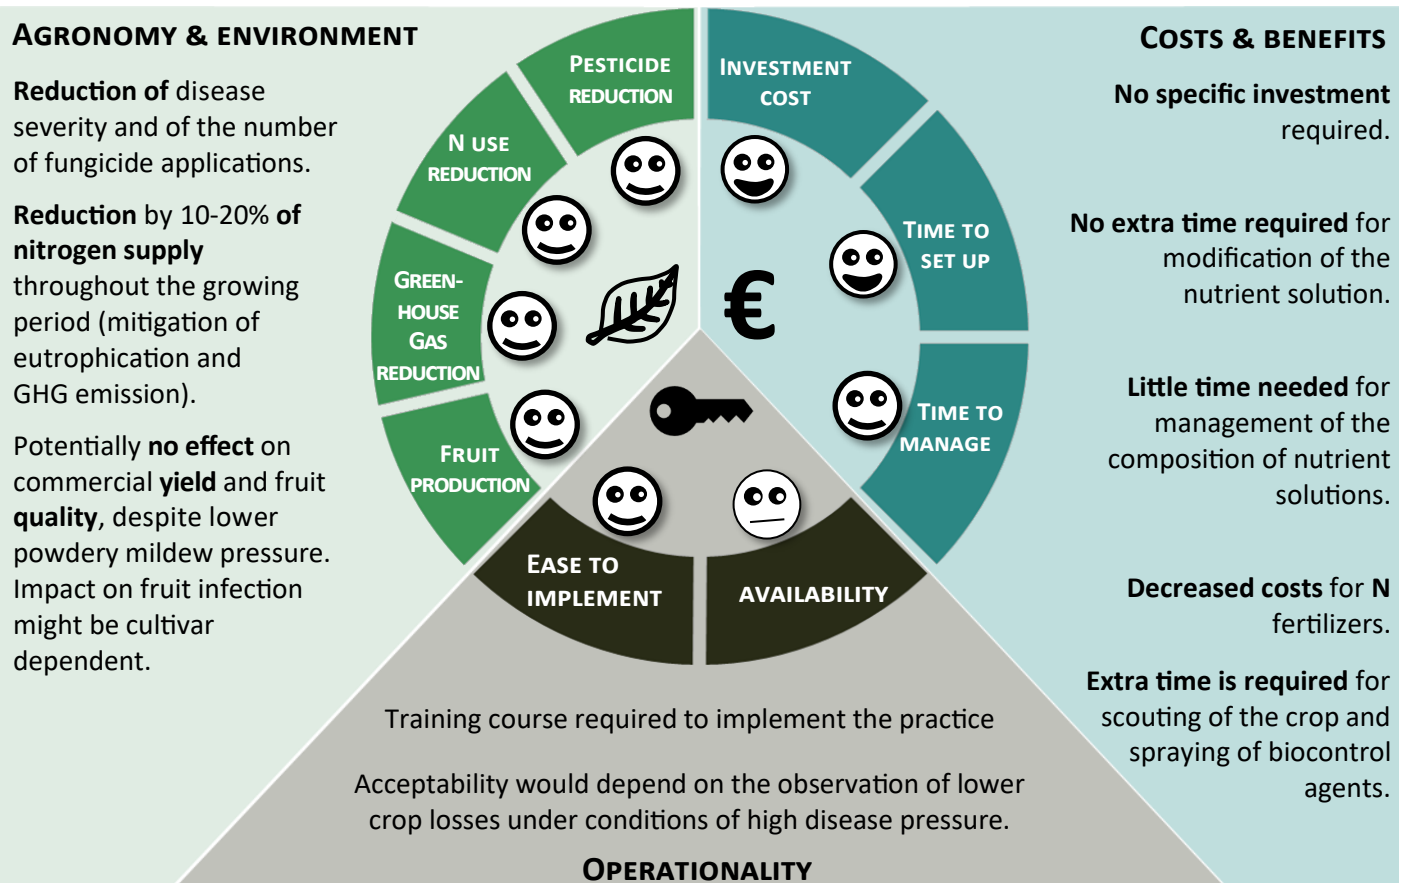 AGRONOMY & ENVIRONMENT
Reduction of disease
severity and of the number
of fungicide applications.
Reduction by 10-20% of
nitrogen supply
throughout the growing
period (mitigation of
eutrophication and
GHG emission).
Potentially no effect on
commercial yield and fruit
quality, despite lower
powdery mildew pressure.
Impact on fruit infection
might be cultivar
dependent.
PESTICIDE
REDUCTION
N USE
REDUCTION
GREEN-
HOUSE
GAS
REDUCTION
FRUIT
PRODUCTION
INVESTMENT
COST
TIME TO
SET UP
TIME TO
MANAGE
€
EASE TO
IMPLEMENT
AVAILABILITY
COSTS & BENEFITS
No specific investment
required.
No extra time required for
modification of the
nutrient solution.
Little time needed for
management of the
composition of nutrient
solutions.
Decreased costs for N
fertilizers.
Extra time is required for
scouting of the crop and
spraying of biocontrol
agents.
Training course required to implement the practice
Acceptability would depend on the observation of lower
crop losses under conditions of high disease pressure.
OPERATIONALITY